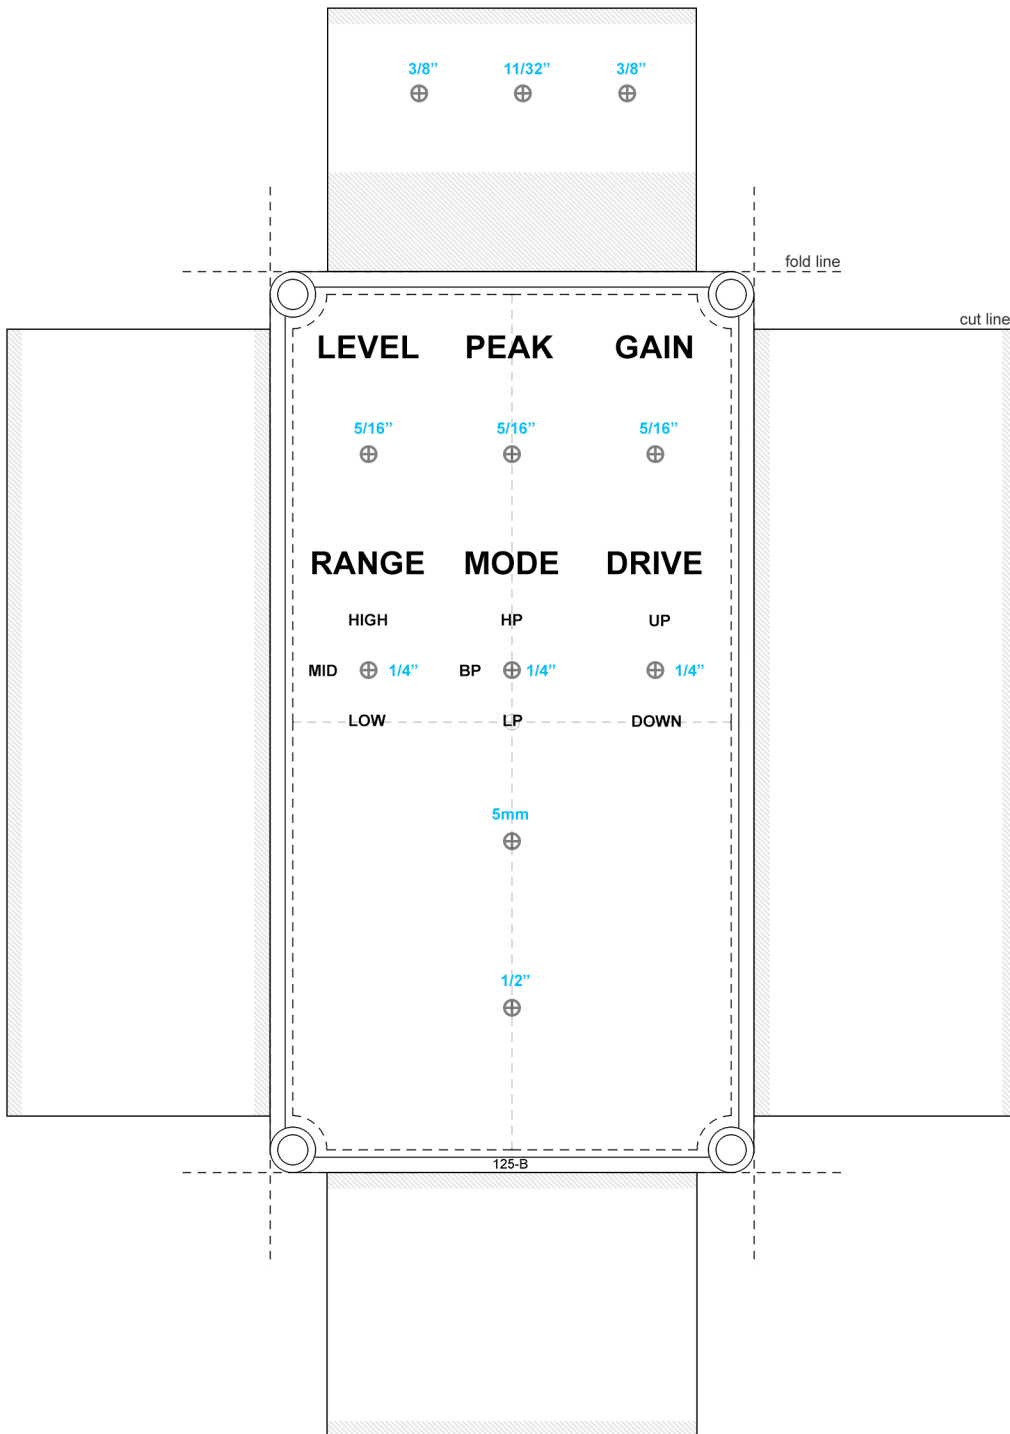 3/8” 11/32” 3/8”
fold line
cut line
LEVEL PEAK GAIN
5/16” 5/16” 5/16”
RANGE MODE DRIVE
HIGH HP UP
MID 1/4” BP 1/4” 1/4”
LOW LP DOWN
5mm
1/2”
125-B